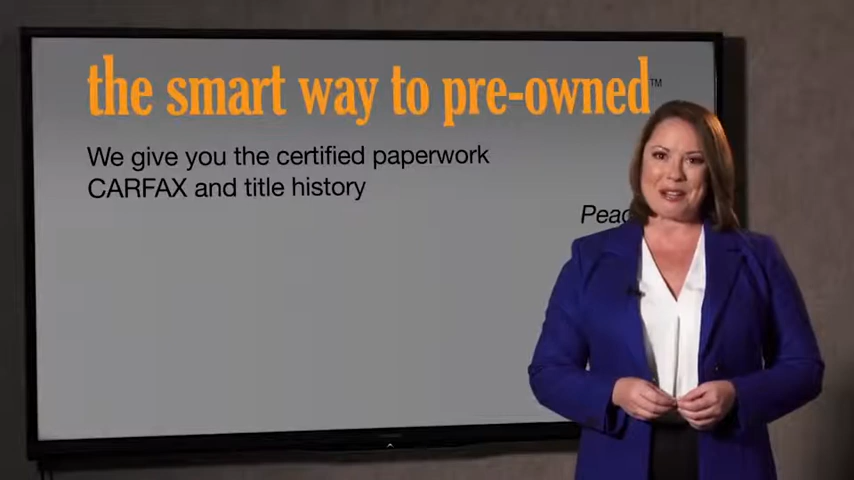 the smart way to pre-owned™
We give you the certified paperwork
CARFAX and title history